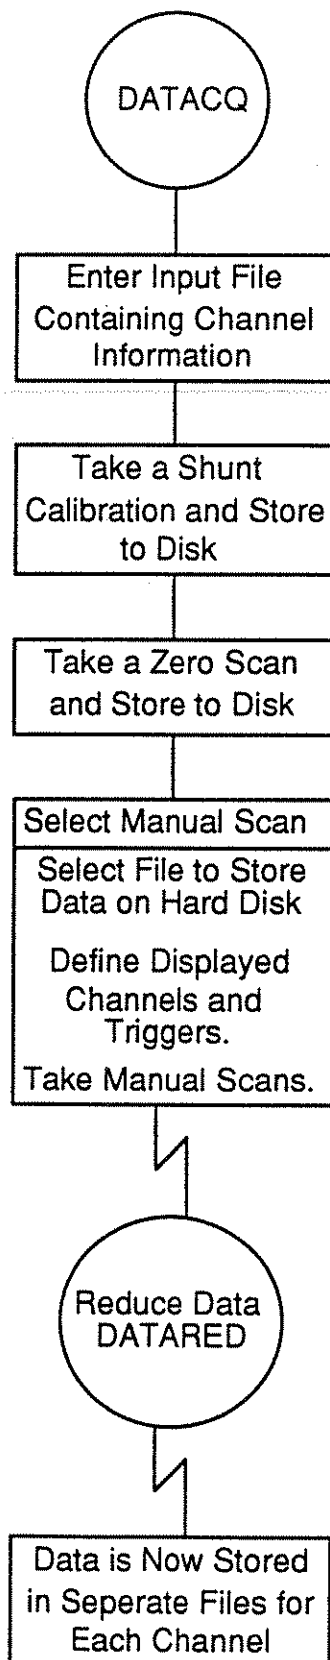 DATACQ
Enter Input File
Containing Channel
Information
Take a Shunt
Calibration and Store
to Disk
Take a Zero Scan
and Store to Disk
Select Manual Scan
Select File to Store
Data on Hard Disk
Define Displayed
Channels and
Triggers.
Take Manual Scans.
Reduce Data
DATARED
Data is Now Stored
in Seperate Files for
Each Channel